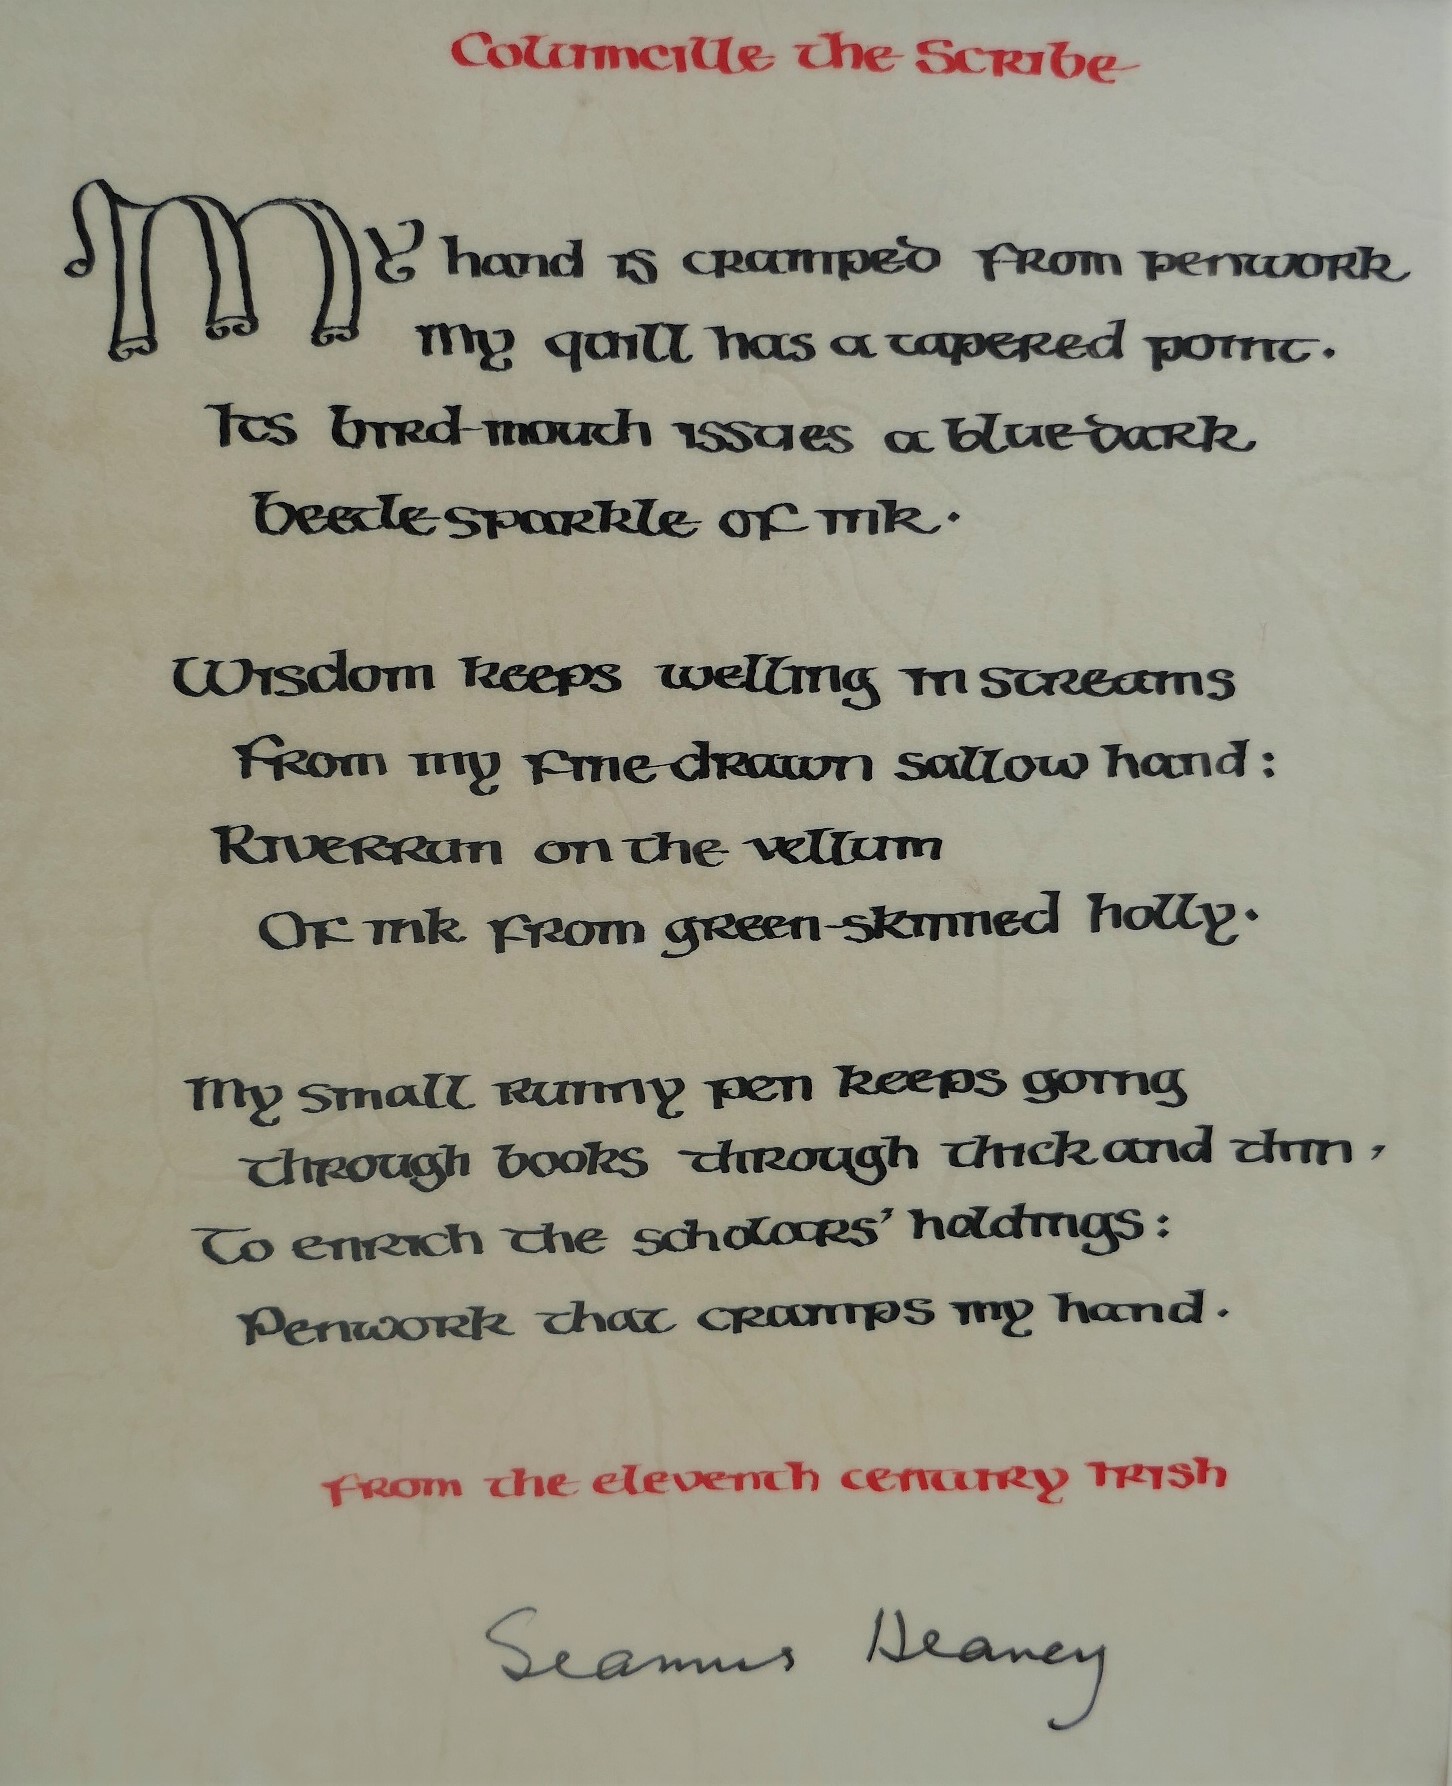 Columcille the Scribe
My hand is cramped from penwork
my quill has a tapered point.
Its bird-mouth issues a blue-dark
beetle sparkle of ink.
Wisdom keeps welling in streams
From my fine-drawn sallow hand:
Riverrun on the vellum
Of ink from green-skinned holly.
My small runny pen keeps going
through books through thick and thin,
To enrich the scholars' holdings:
Penwork that cramps my hand.
from the eleventh century Irish
Seamus Heaney